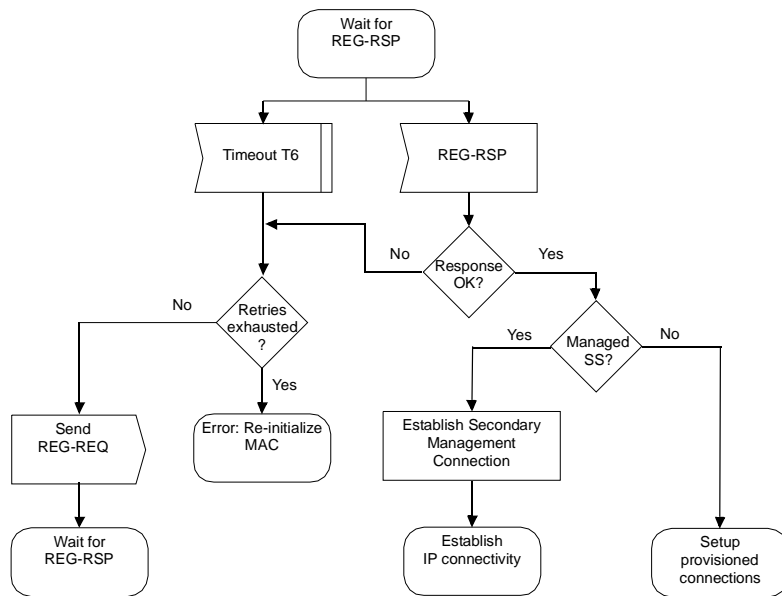 Wait for
REG-RSP
Timeout T6
REG-RSP
No
Response
OK?
Yes
No
Retries
exhausted
?
Yes
Managed
SS?
No
Yes
Send
REG-REQ
Error: Re-initialize
MAC
Establish Secondary
Management
Connection
Wait for
REG-RSP
Establish
IP connectivity
Setup
provisioned
connections